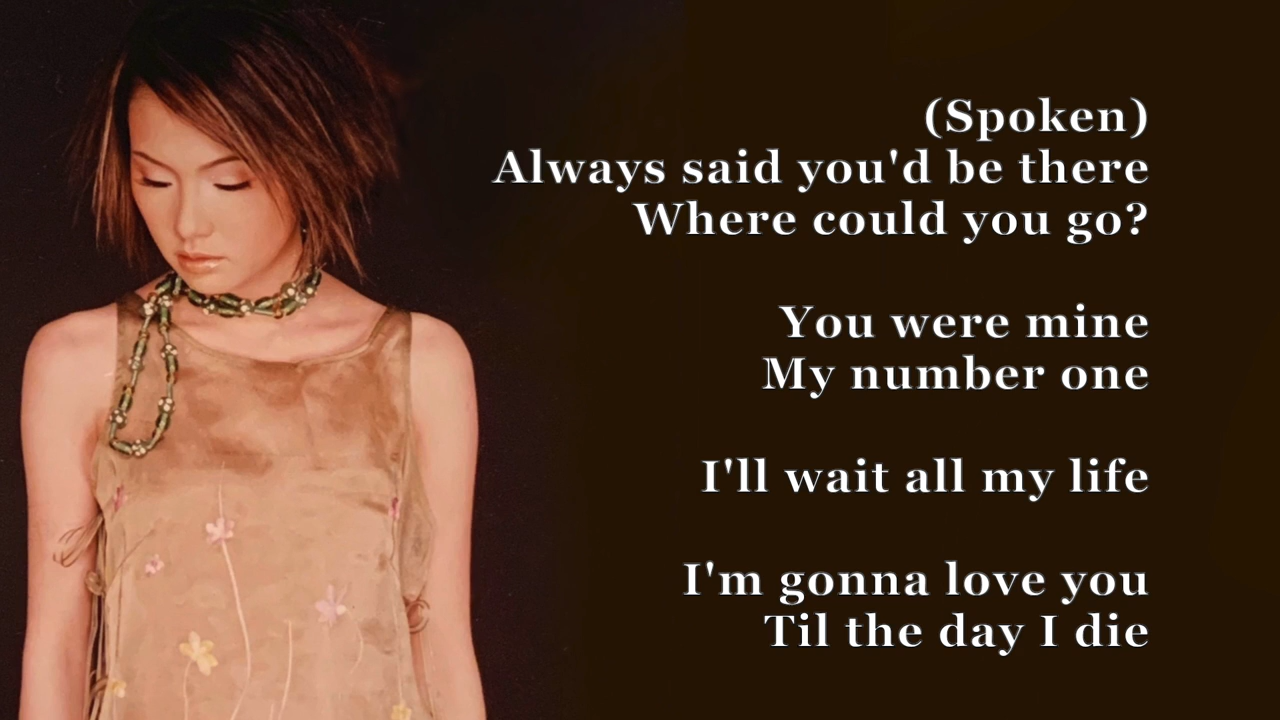 (Spoken)
Always said you'd be there
Where could you go?
You were mine
My number one
I'll wait all my life
I'm gonna love you
Til the day I die